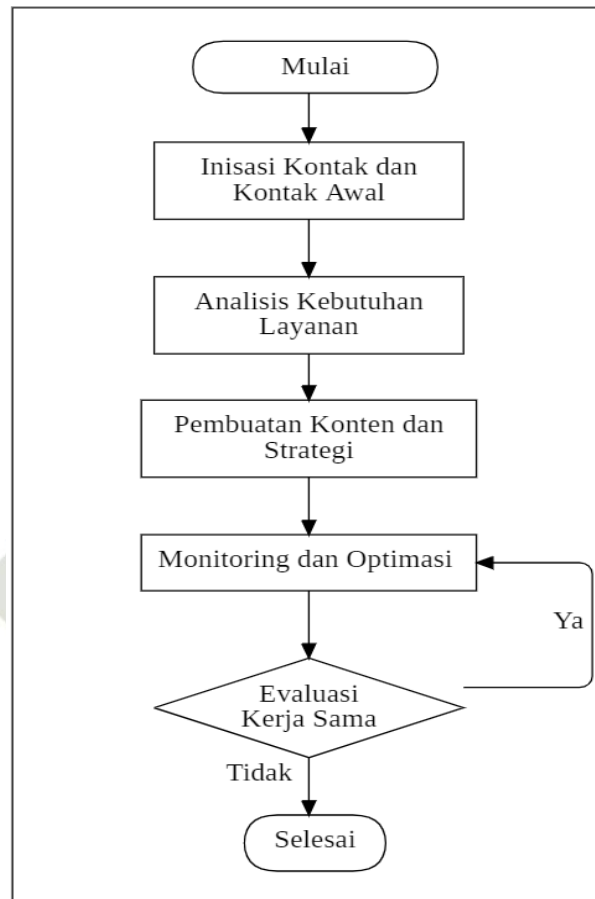 Mulai
Inisasi Kontak dan
Kontak Awal
Analisis Kebutuhan
Layanan
Pembuatan Konten dan
Strategi
Monitoring dan Optimasi
Ya
Evaluasi
Kerja Sama
Tidak
Selesai